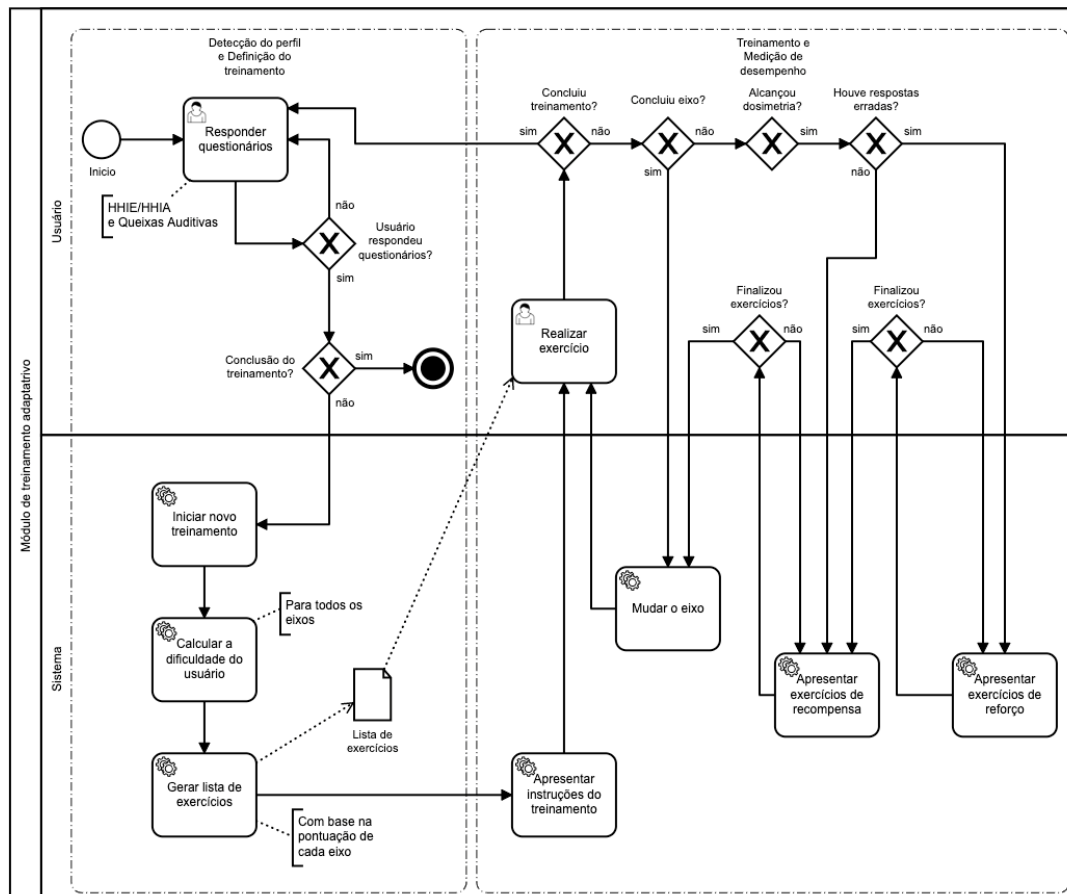 Módulo de treinamento adaptatrivo
Usuário
Sistema
Detecção do perfil
e Definição do
treinamento
Inicio
Responder
questionários
HHIE/HHIA
e Queixas Auditivas
não
Usuário
respondeu
questionários?
sim
Conclusão do
treinamento?
sim
não
Iniciar novo
treinamento
Para todos os
eixos
Calcular a
dificuldade do
usuário
Lista de
exercícios
Gerar lista de
exercícios
Com base na
pontuação de
cada eixo
Treinamento e
Medição de
desempenho
Concluiu
treinamento?
sim
não
Concluiu eixo?
não
sim
Alcançou
dosimetria?
sim
Houve respostas
erradas?
sim
não
Realizar
exercício
Finalizou
exercícios?
sim
não
Finalizou
exercícios?
sim
não
Mudar o eixo
Apresentar
exercícios de
recompensa
Apresentar
exercícios de
reforço
Apresentar
instruções do
treinamento